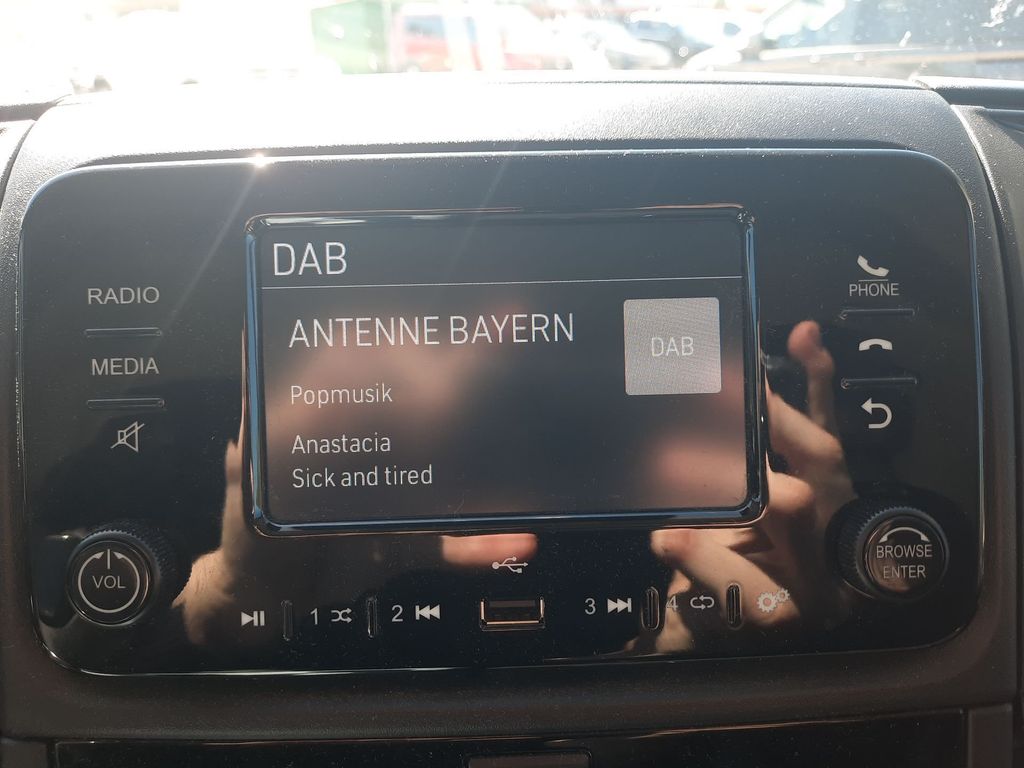 DAB
ANTENNE BAYERN
DAB
Popmusik
Anastacia
Sick and tired
RADIO
MEDIA
VOL
PHONE
BROWSE
ENTER
1
2
3
4